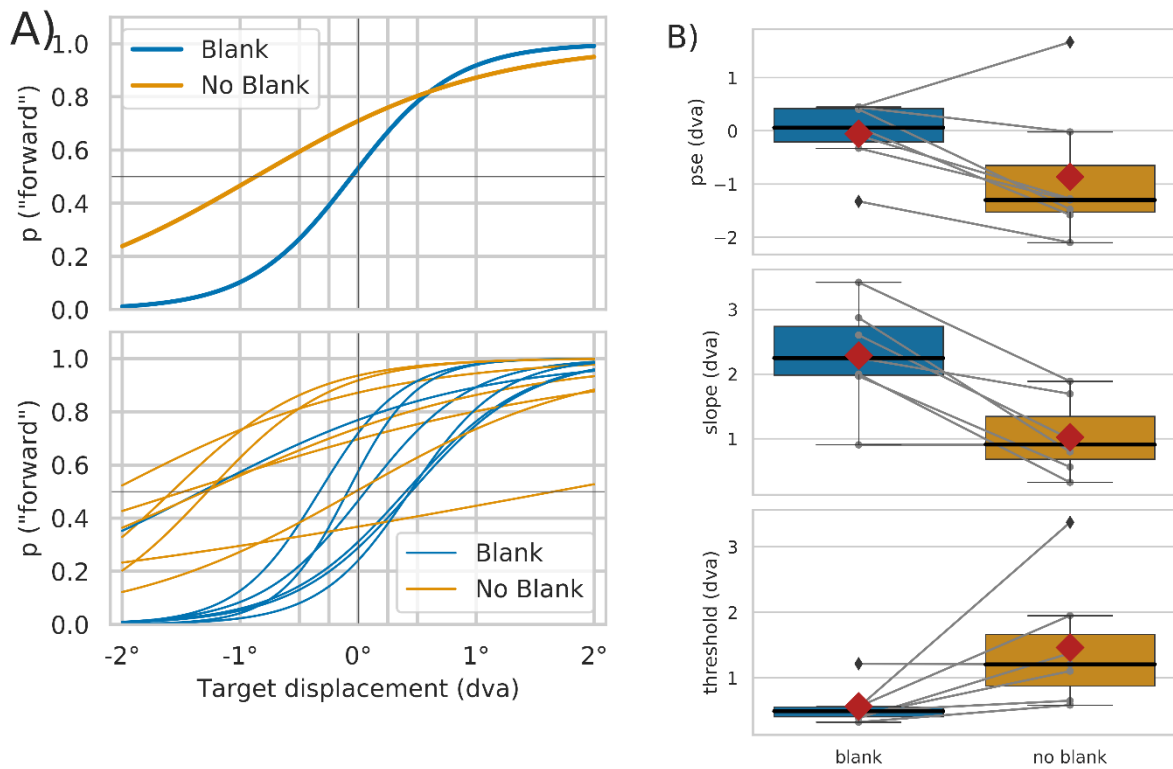 A)
1.0
0.8
0.6
0.4
0.2
0.0
p ("forward")
Blank
No Blank
1.0
0.8
0.6
0.4
0.2
0.0
p ("forward")
Blank
No Blank
-2° -1° 0° 1° 2°
Target displacement (dva)
B)
1
0
−1
−2
pse (dva)
3
2
1
slope (dva)
3
2
1
threshold (dva)
blank no blank